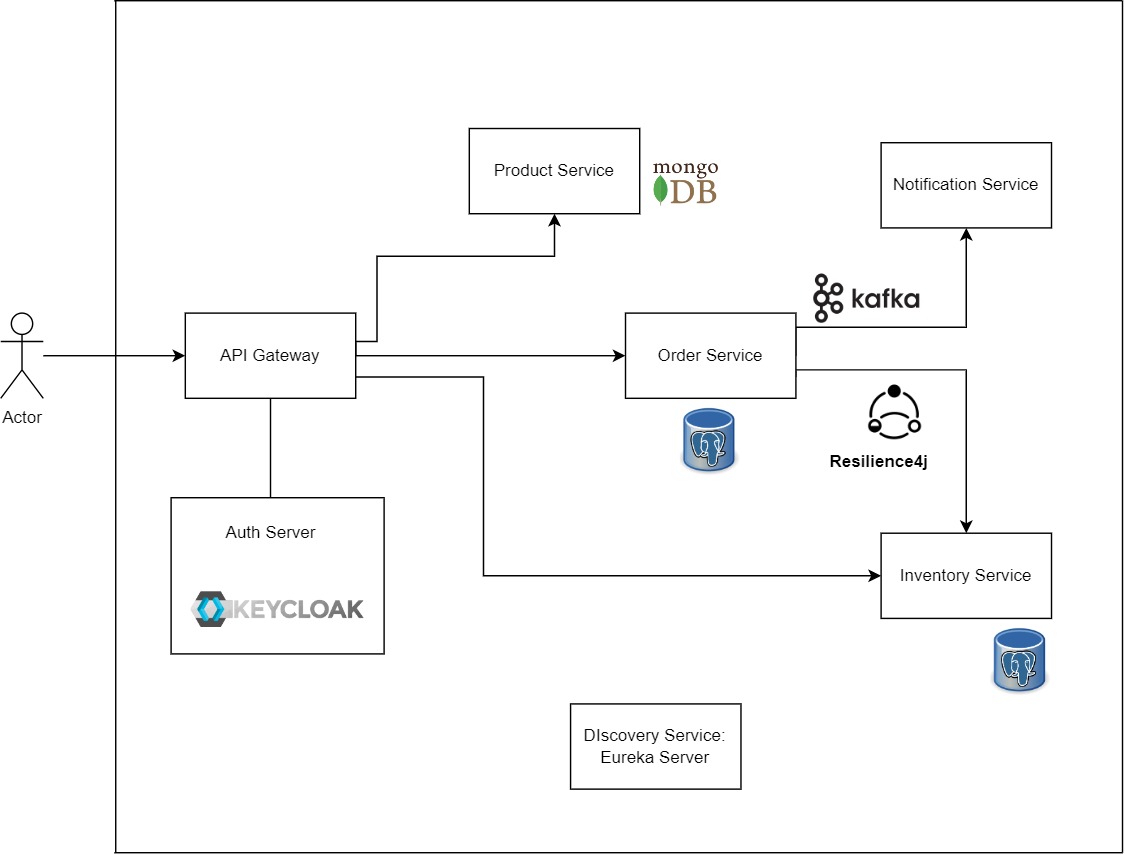 Product Service
mongo
DB
Notification Service
kafka
API Gateway
Order Service
Actor
Resilience4j
Auth Server
KEYCLOAK
Inventory Service
DIscovery Service:
Eureka Server